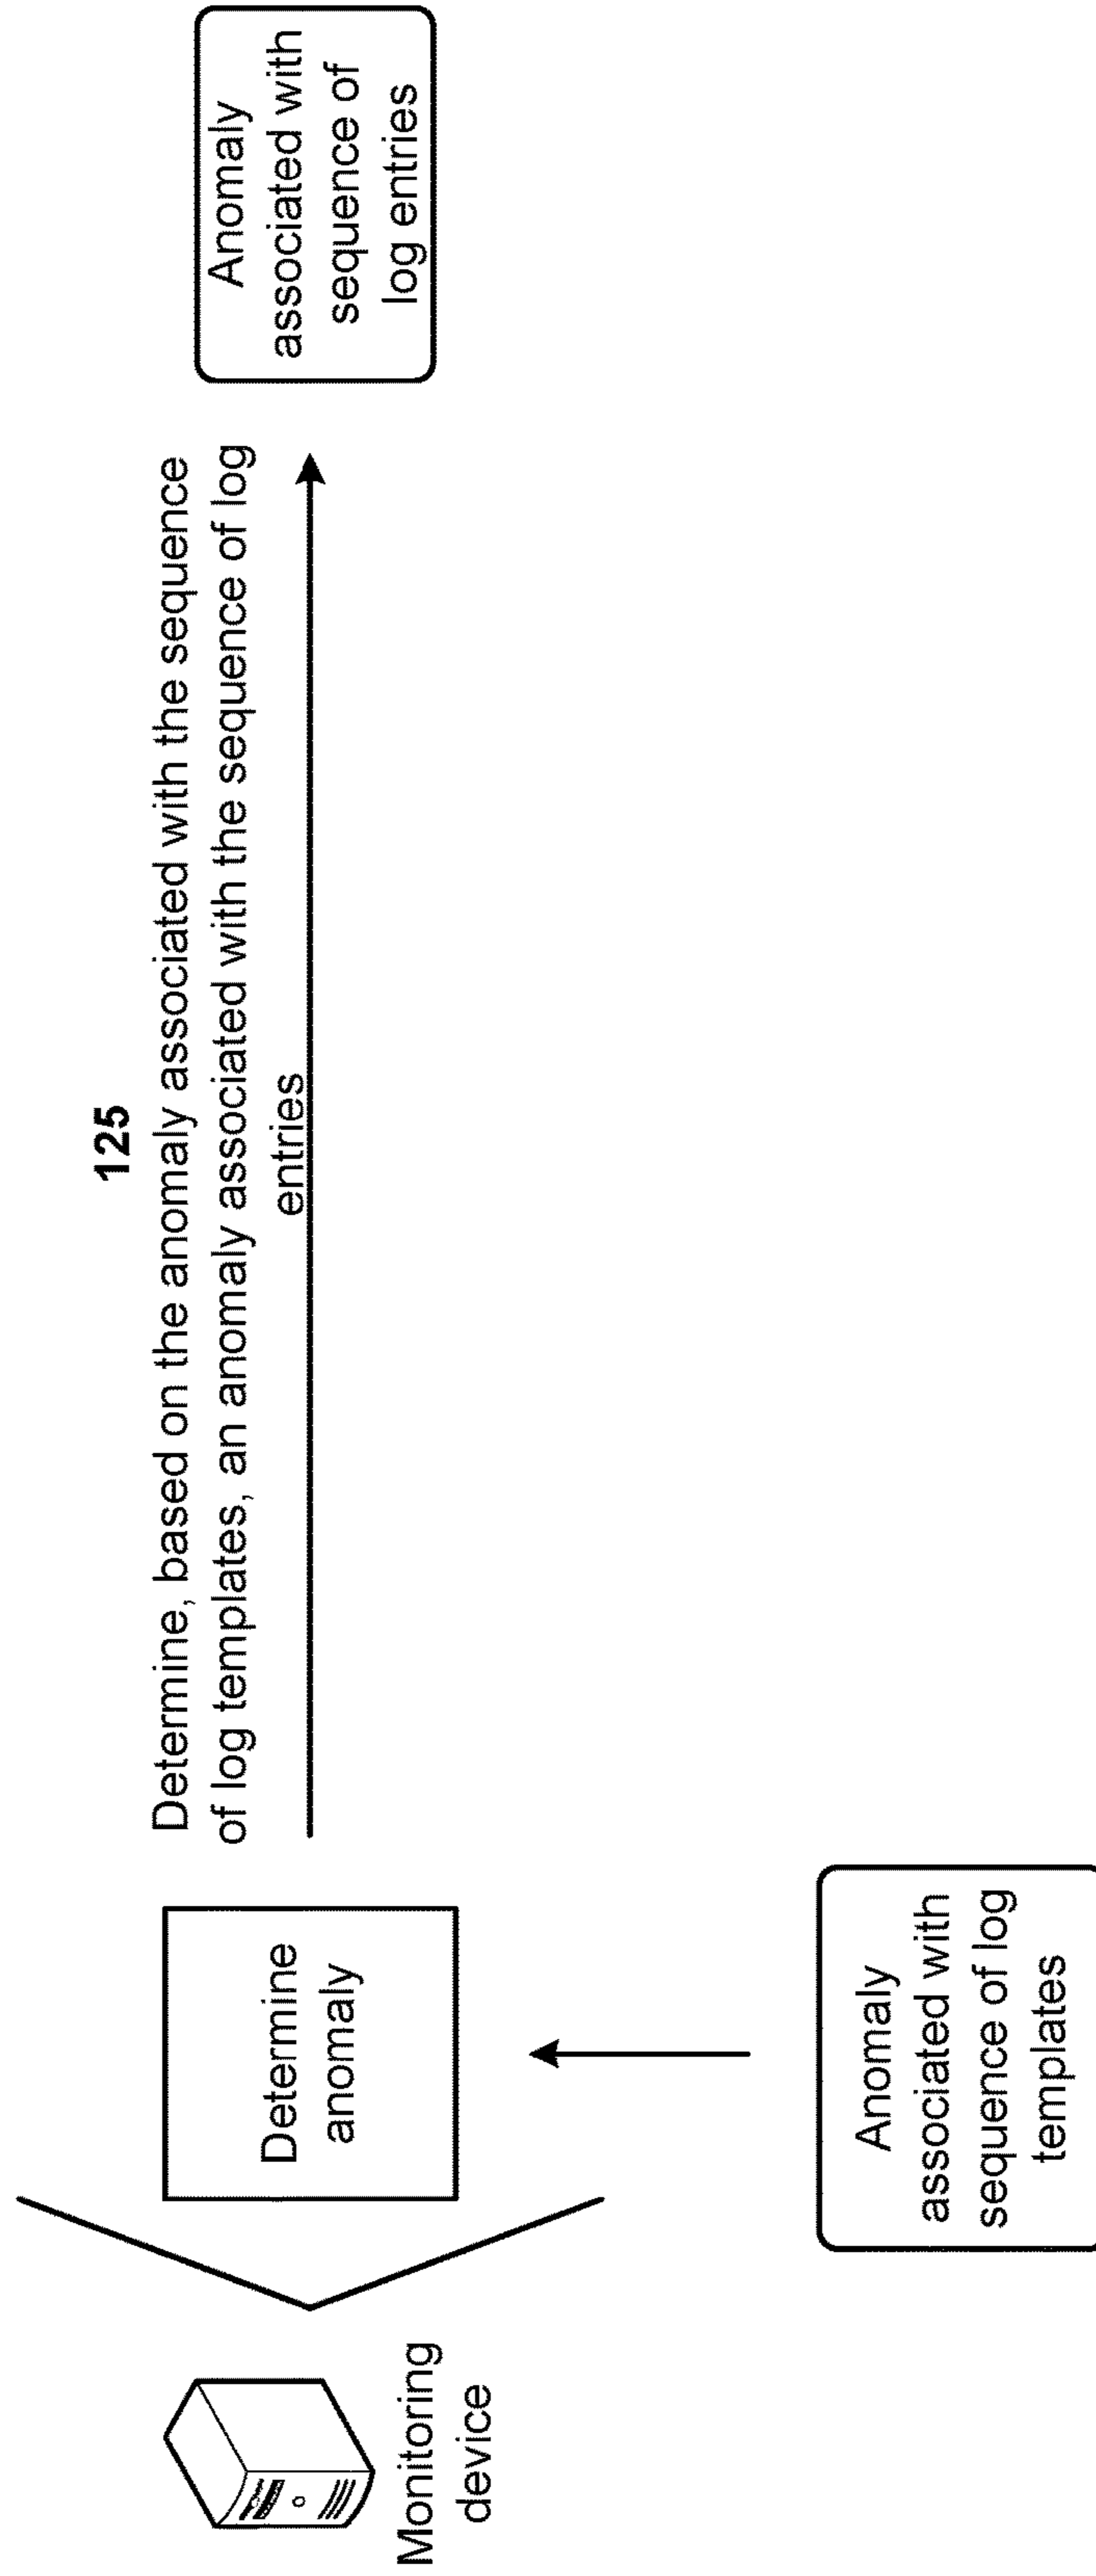 125
Determine, based on the anomaly associated with the sequence
of log templates, an anomaly associated with the sequence of log
entries
Monitoring
device
Determine
anomaly
Anomaly
associated with
sequence of
log entries
Anomaly
associated with
sequence of log
templates